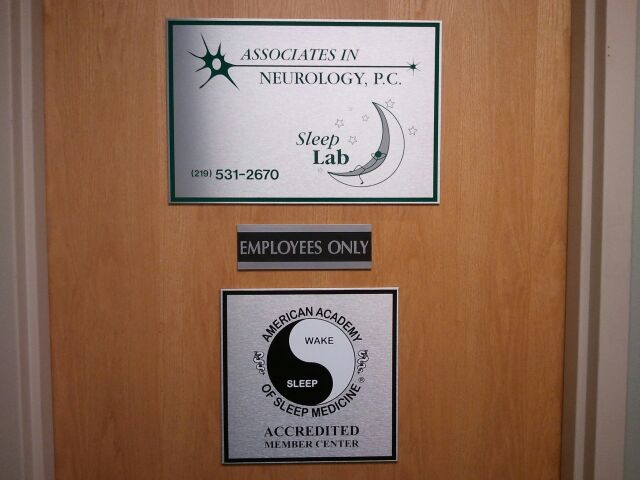 ASSOCIATES IN
NEUROLOGY, P.C.
Sleep
Lab
(219) 531-2670
EMPLOYEES ONLY
AMERICAN ACADEMY
WAKE
SLEEP
OF SLEEP MEDICINE ®
ACCREDITED
MEMBER CENTER